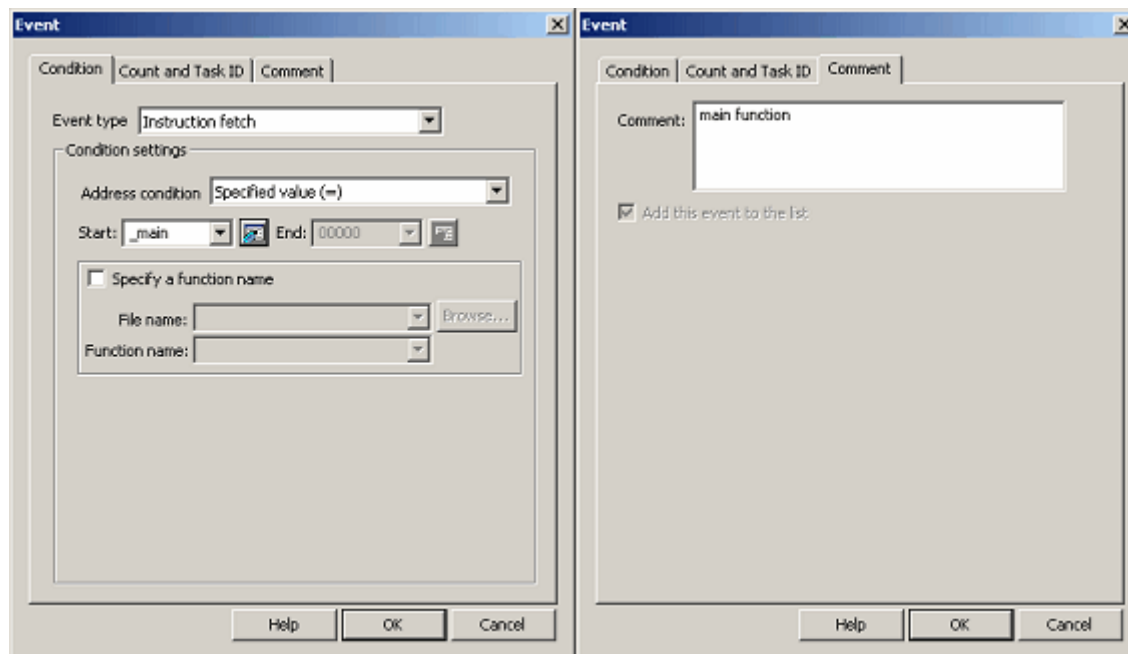 Event
Condition Count and Task ID Comment
Event type Instruction fetch
Condition settings
Address condition Specified value (=)
Start: _main End: 00000
Specify a function name
File name: Browse...
Function name:
Help OK Cancel
Event
Condition Count and Task ID Comment
Comment: main function
Add this event to the list
Help OK Cancel